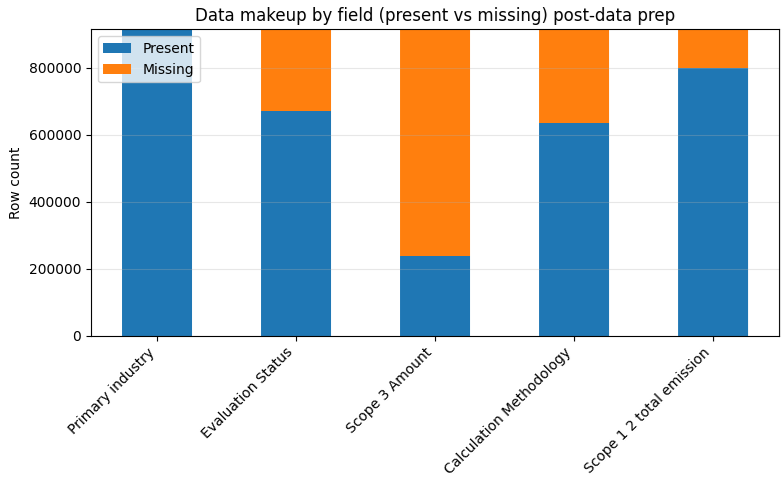 Data makeup by field (present vs missing) post-data prep
Present
Missing
Row count
800000
600000
400000
200000
0
Primary industry
Evaluation Status
Scope 3 Amount
Calculation Methodology
Scope 1 2 total emission